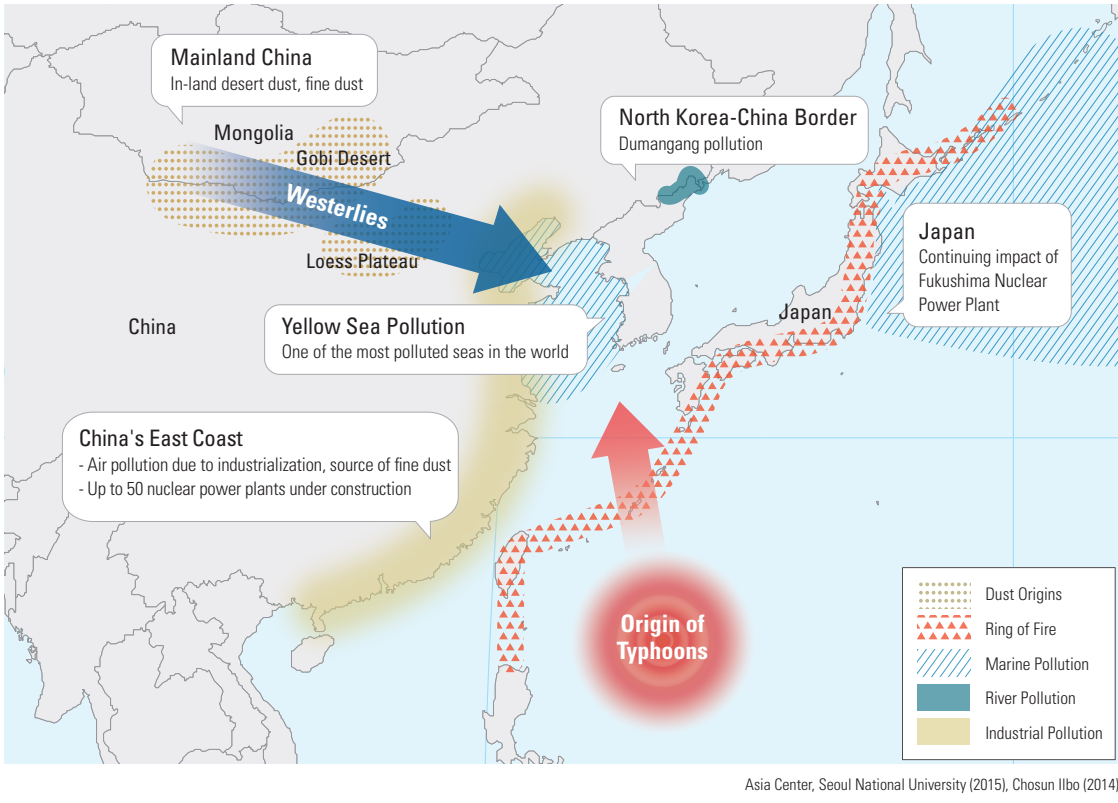 Mainland China
In-land desert dust, fine dust
Mongolia
Gobi Desert
Westerlies
Loess Plateau
North Korea-China Border
Dumangang pollution
Japan
Continuing impact of
Fukushima Nuclear
Power Plant
China
Yellow Sea Pollution
One of the most polluted seas in the world
Japan
China's East Coast
- Air pollution due to industrialization, source of fine dust
- Up to 50 nuclear power plants under construction
Origin of
Typhoons
Dust Origins
Ring of Fire
Marine Pollution
River Pollution
Industrial Pollution
Asia Center, Seoul National University (2015), Chosun Ilbo (2014)